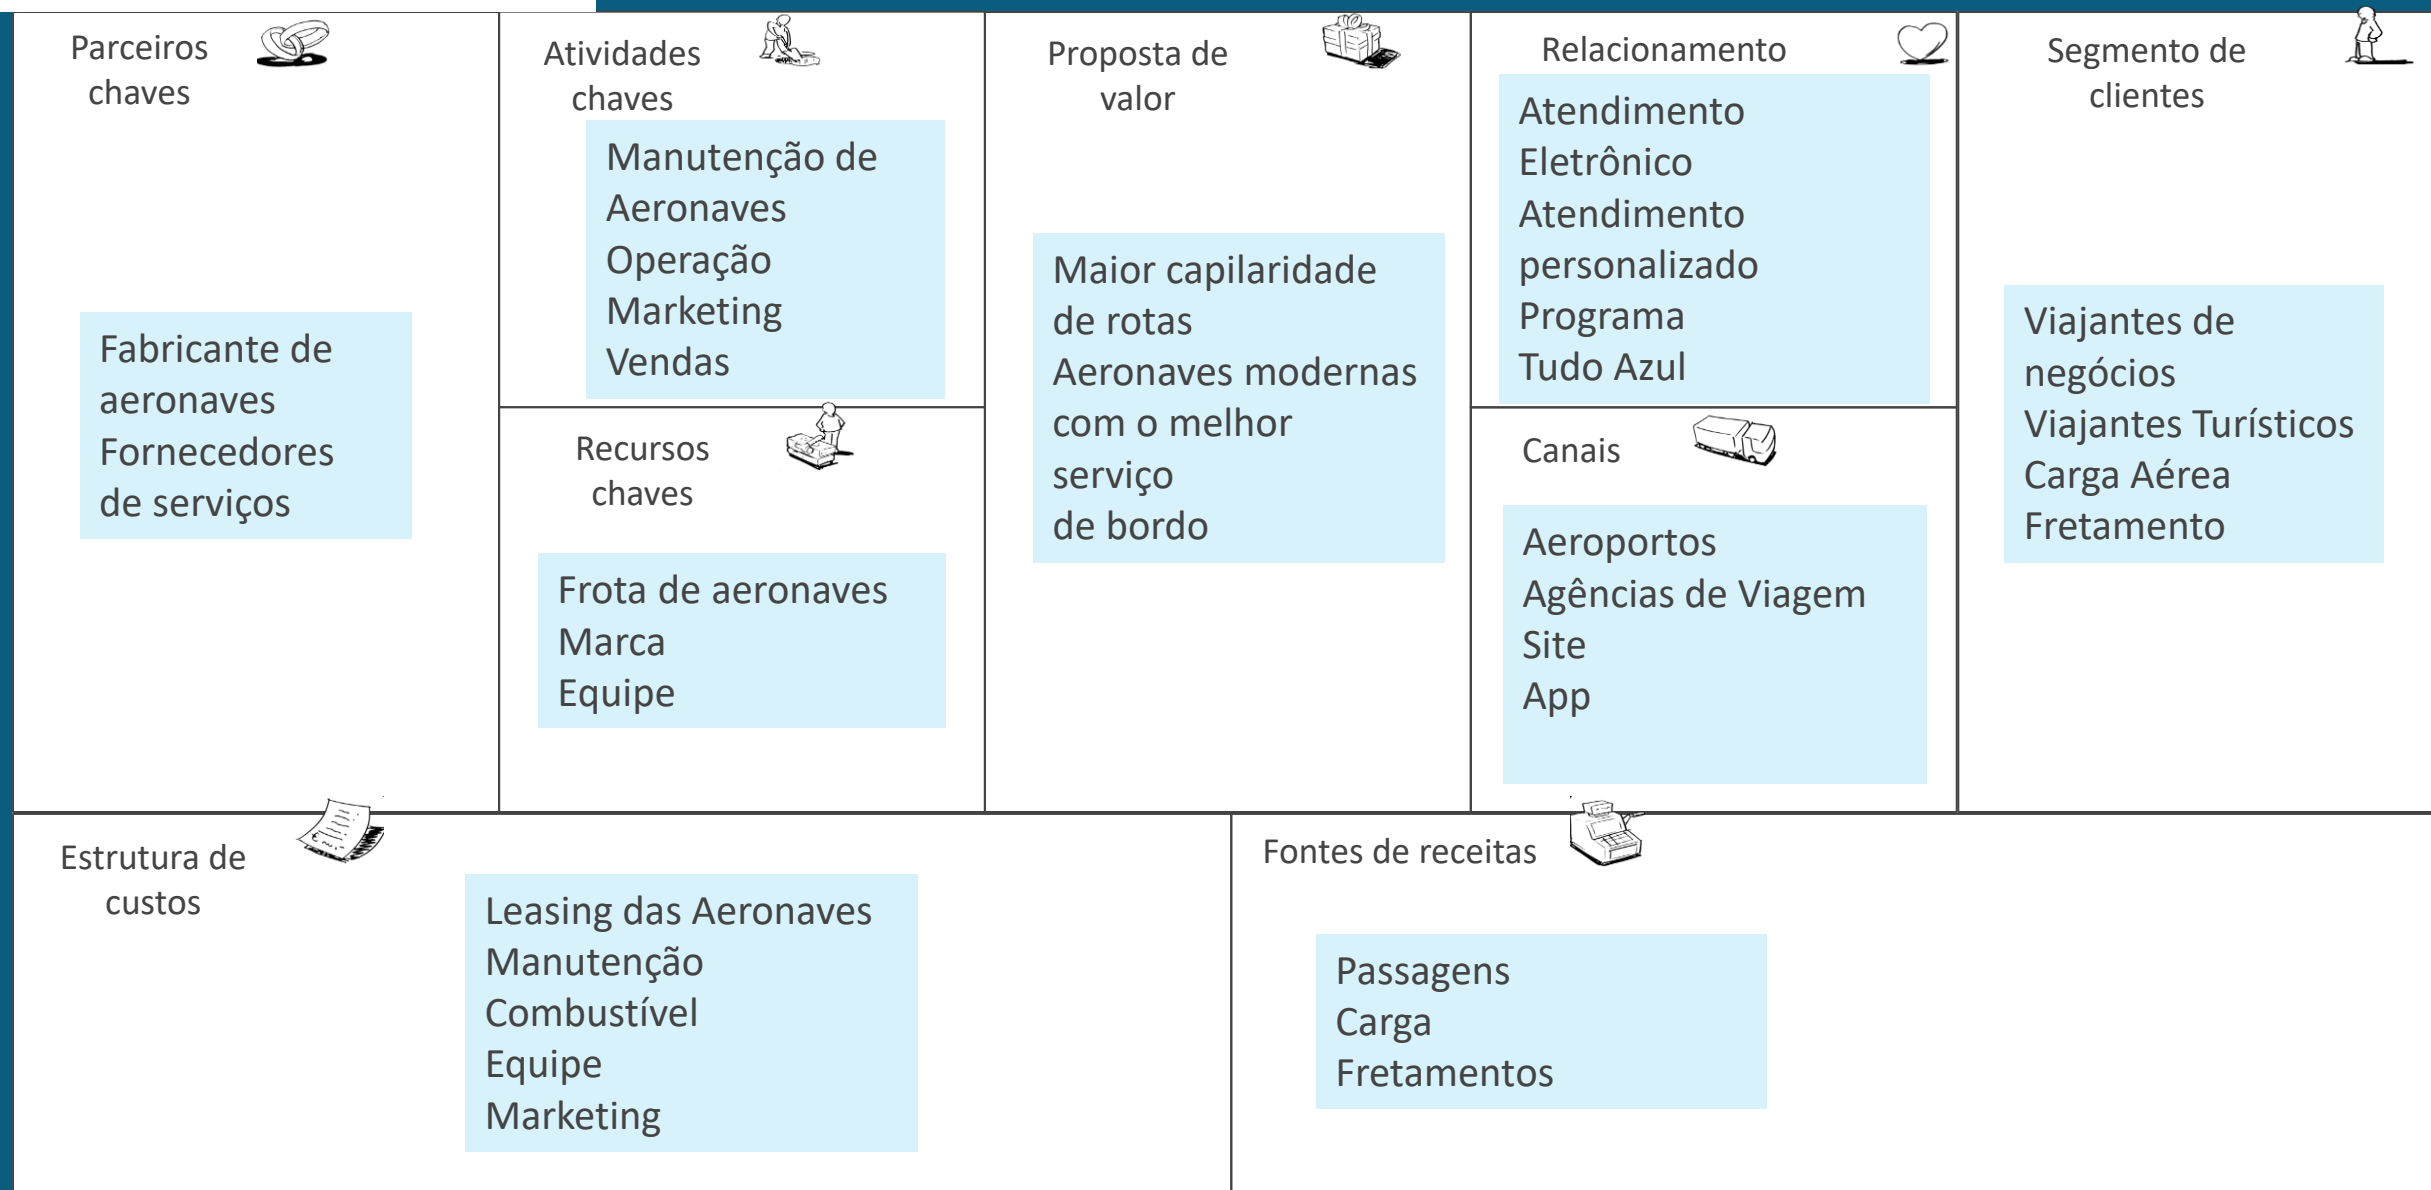 Parceiros
chaves
Fabricante de
aeronaves
Fornecedores
de serviços
Atividades
chaves
Manutenção de
Aeronaves
Operação
Marketing
Vendas
Recursos
chaves
Frota de aeronaves
Marca
Equipe
Proposta de
valor
Maior capilaridade
de rotas
Aeronaves modernas
com o melhor
serviço
de bordo
Relacionamento
Atendimento
Eletrônico
Atendimento
personalizado
Programa
Tudo Azul
Canais
Aeroportos
Agências de Viagem
Site
App
Segmento de
clientes
Viajantes de
negócios
Viajantes Turísticos
Carga Aérea
Fretamento
Estrutura de
custos
Leasing das Aeronaves
Manutenção
Combustível
Equipe
Marketing
Fontes de receitas
Passagens
Carga
Fretamentos